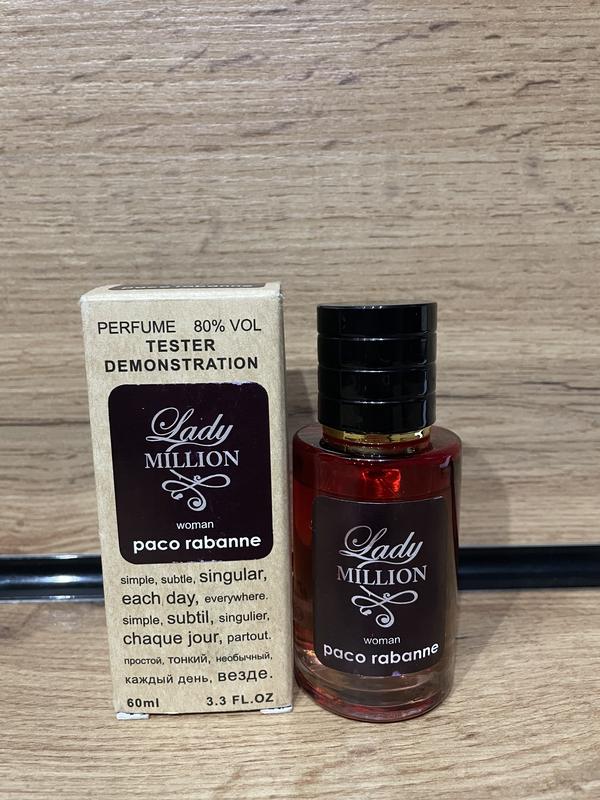 paco rabanne
PERFUME 80% VOL
TESTER
DEMONSTRATION
Lady
MILLION
woman
paco rabanne
simple, subtle, singular,
each day, everywhere.
simple, subtil, singulier,
chaque jour, partout.
простой, тонкий, необычный,
каждый день, везде.
60ml 3.3 FL.OZ
Lady
MILLION
woman
paco rabanne